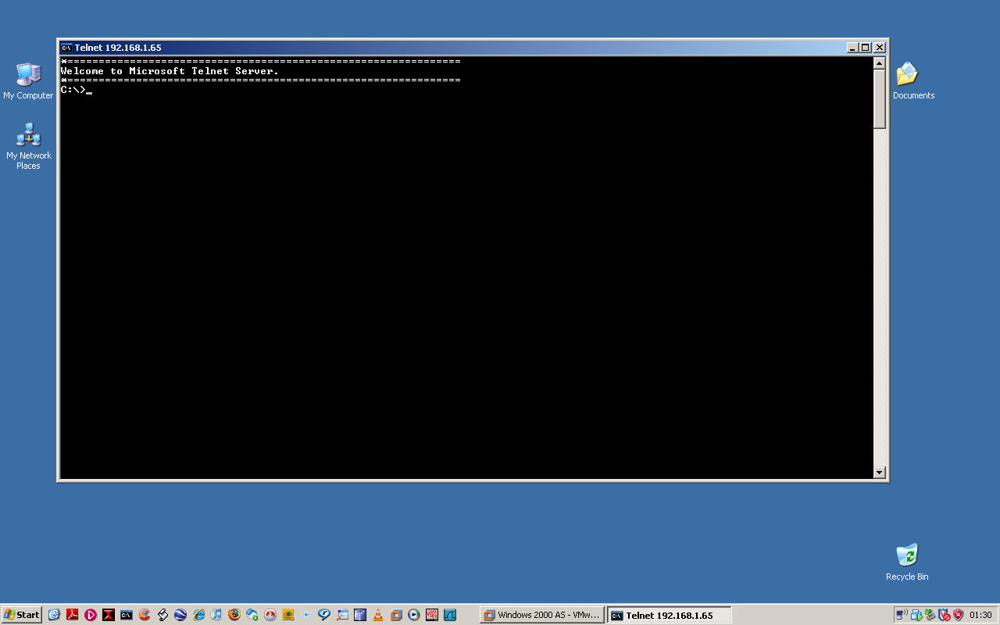 Telnet 192.168.1.65
*===============================================================
Welcome to Microsoft Telnet Server.
*===============================================================
C:\>_
My Computer
My Network
Places
Documents
Recycle Bin
Start
Windows 2000 AS - VMw...
Telnet 192.168.1.65
01:30